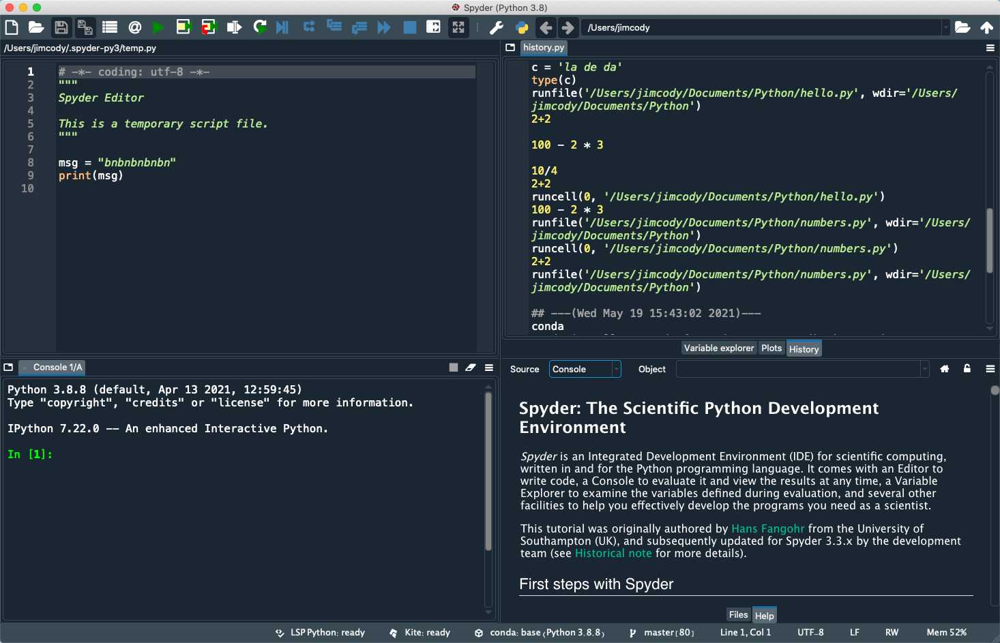 Spyder (Python 3.8)
/Users/jimcody
/Users/jimcody/.spyder-py3/temp.py
1 # -*- coding: utf-8 -*-
2 """
3 Spyder Editor
4
5 This is a temporary script file.
6 """
7
8 msg = "bnbnbnbnbn"
9 print(msg)
10
history.py
c = 'la de da'
type(c)
runfile('/Users/jimcody/Documents/Python/hello.py', wdir='/Users/
jimcody/Documents/Python')
2+2
100 - 2 * 3
10/4
2+2
runcell(0, '/Users/jimcody/Documents/Python/hello.py')
100 - 2 * 3
runfile('/Users/jimcody/Documents/Python/numbers.py', wdir='/Users/
jimcody/Documents/Python')
runcell(0, '/Users/jimcody/Documents/Python/numbers.py')
2+2
runfile('/Users/jimcody/Documents/Python/numbers.py', wdir='/Users/
jimcody/Documents/Python')
## ---(Wed May 19 15:43:02 2021)---
conda
Variable explorer Plots History
Console 1/A
Python 3.8.8 (default, Apr 13 2021, 12:59:45)
Type "copyright", "credits" or "license" for more information.
IPython 7.22.0 -- An enhanced Interactive Python.
In [1]:
Source Console Object
Spyder: The Scientific Python Development
Environment
Spyder is an Integrated Development Environment (IDE) for scientific computing,
written in and for the Python programming language. It comes with an Editor to
write code, a Console to evaluate it and view the results at any time, a Variable
Explorer to examine the variables defined during evaluation, and several other
facilities to help you effectively develop the programs you need as a scientist.
This tutorial was originally authored by Hans Fangohr from the University of
Southampton (UK), and subsequently updated for Spyder 3.3.x by the development
team (see Historical note for more details).
First steps with Spyder
Files Help
LSP Python: ready Kite: ready conda: base (Python 3.8.8) master [80] Line 1, Col 1 UTF-8 LF RW Mem 52%